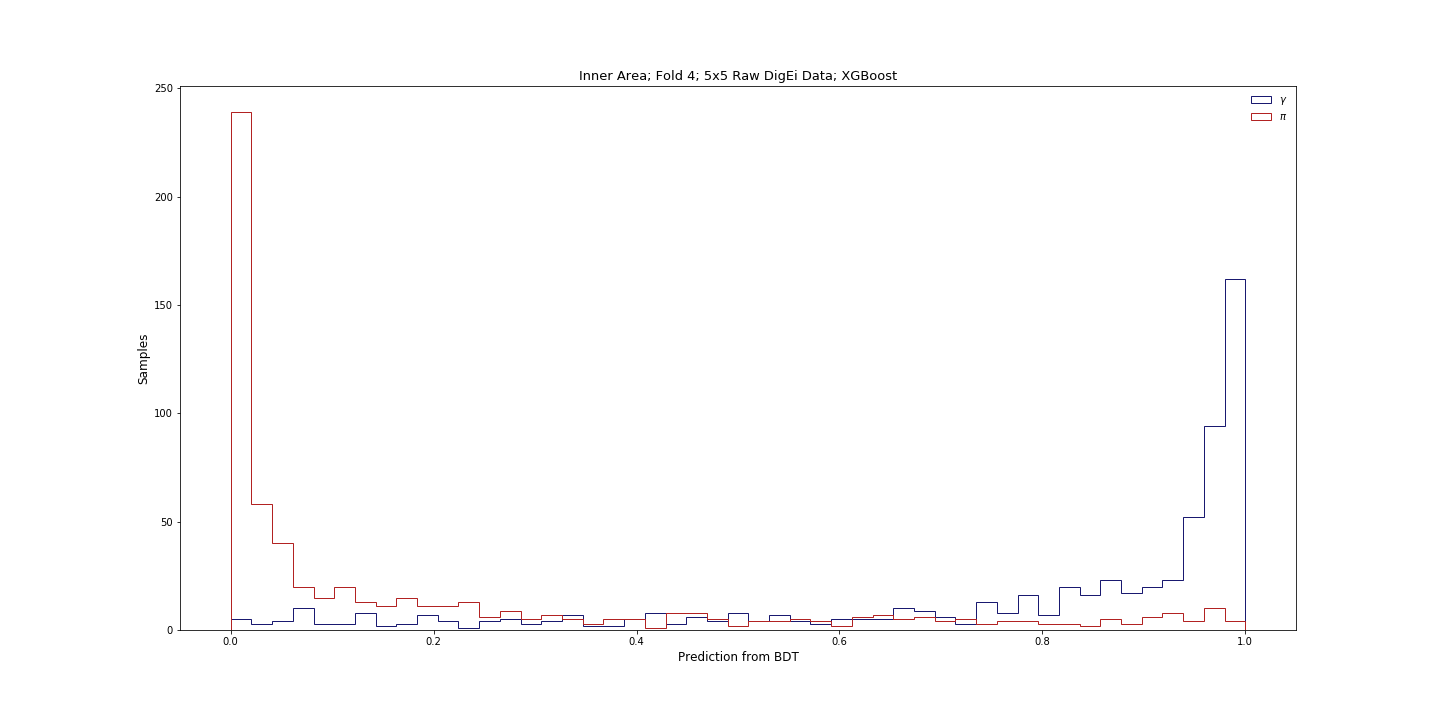 Inner Area; Fold 4; 5x5 Raw DigEi Data; XGBoost
γ
π
250
200
150
100
50
0
Samples
0.0 0.2 0.4 0.6 0.8 1.0
Prediction from BDT